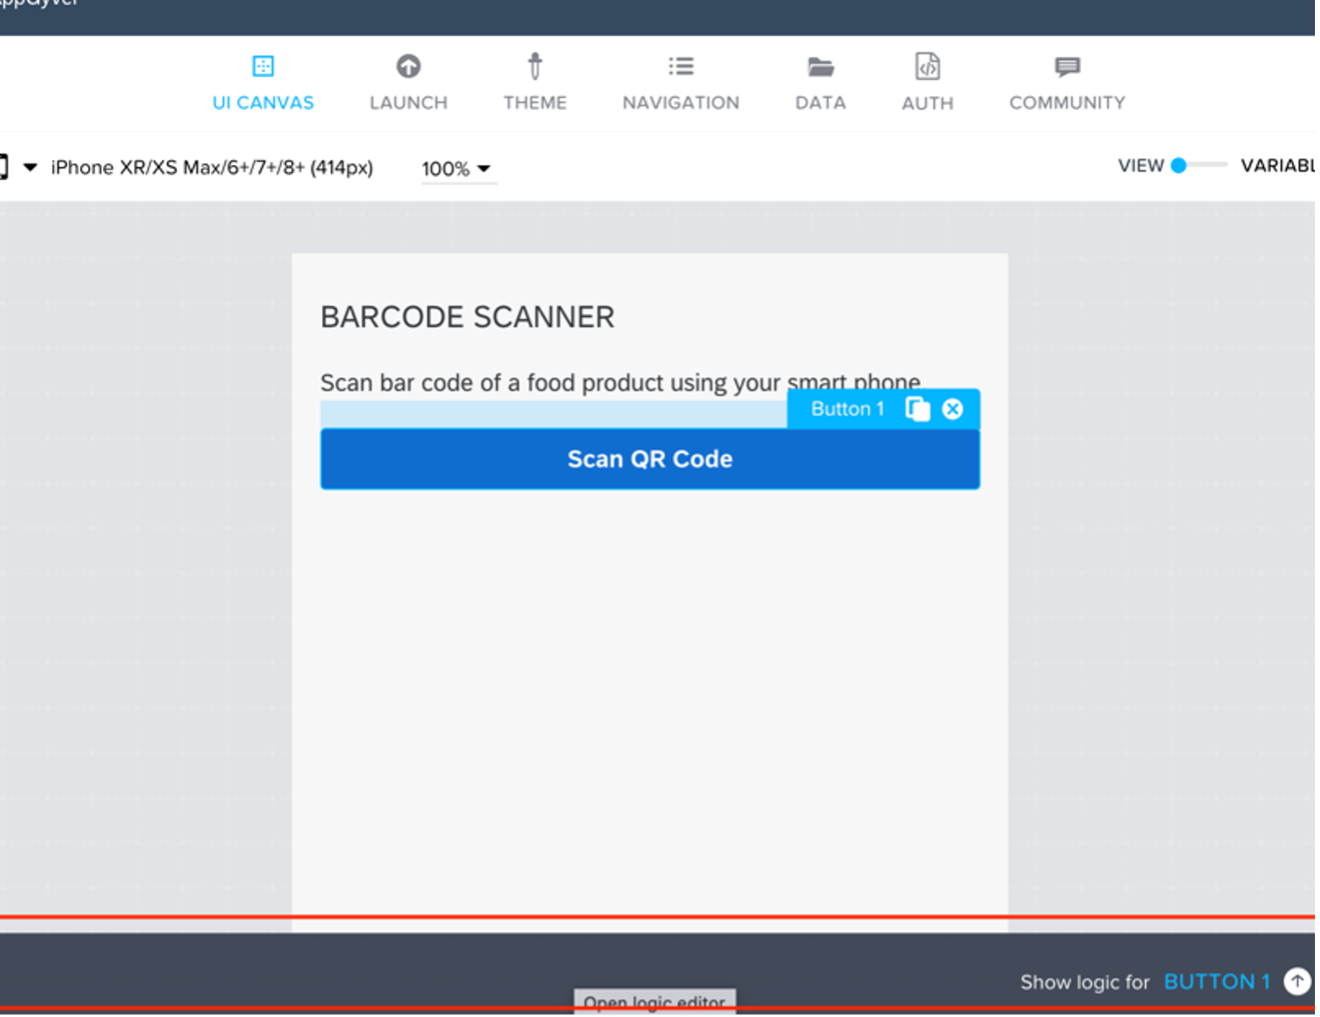 UI CANVAS LAUNCH THEME NAVIGATION DATA AUTH COMMUNITY
iPhone XR/XS Max/6+/7+/8+ (414px) 100% VIEW VARIABL
BARCODE SCANNER
Scan bar code of a food product using your smart phone.
Button 1
Scan QR Code
Show logic for BUTTON 1
Open logic editor